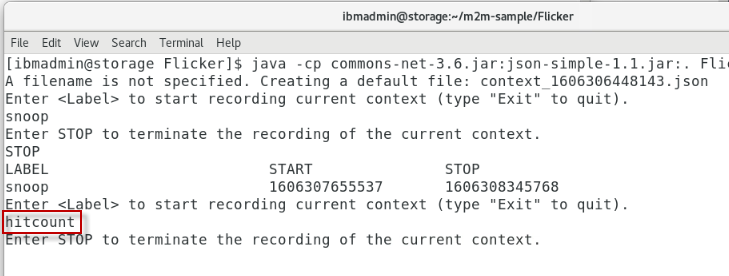 ibmadmin@storage:~/m2m-sample/Flicker
File Edit View Search Terminal Help
[ibmadmin@storage Flicker]$ java -cp commons-net-3.6.jar:json-simple-1.1.jar:. Fli
A filename is not specified. Creating a default file: context_1606306448143.json
Enter <Label> to start recording current context (type "Exit" to quit).
snoop
Enter STOP to terminate the recording of the current context.
STOP
LABEL START STOP
snoop 1606307655537 1606308345768
Enter <Label> to start recording current context (type "Exit" to quit).
hitcount
Enter STOP to terminate the recording of the current context.